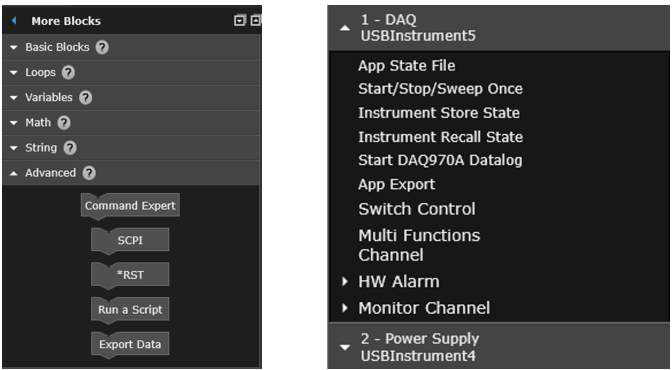 More Blocks
Basic Blocks ?
Loops ?
Variables ?
Math ?
String ?
Advanced ?
Command Expert
SCPI
*RST
Run a Script
Export Data
1 - DAQ
USBInstrument5
App State File
Start/Stop/Sweep Once
Instrument Store State
Instrument Recall State
Start DAQ970A Datalog
App Export
Switch Control
Multi Functions
Channel
HW Alarm
Monitor Channel
2 - Power Supply
USBInstrument4